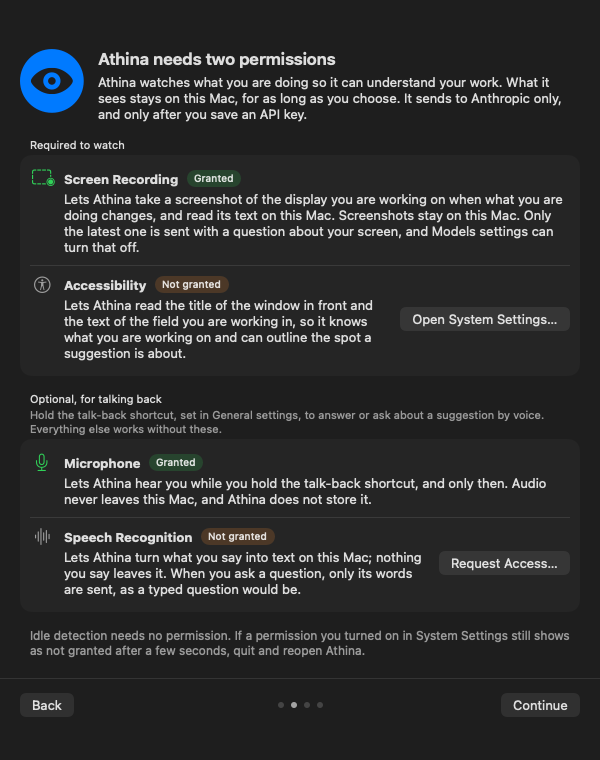 Athina needs two permissions
Athina watches what you are doing so it can understand your work. What it
sees stays on this Mac, for as long as you choose. It sends to Anthropic only,
and only after you save an API key.
Required to watch
Screen Recording Granted
Lets Athina take a screenshot of the display you are working on when what you are
doing changes, and read its text on this Mac. Screenshots stay on this Mac. Only
the latest one is sent with a question about your screen, and Models settings can
turn that off.
Accessibility Not granted
Lets Athina read the title of the window in front and
the text of the field you are working in, so it knows
what you are working on and can outline the spot a
suggestion is about.
Open System Settings...
Optional, for talking back
Hold the talk-back shortcut, set in General settings, to answer or ask about a suggestion by voice.
Everything else works without these.
Microphone Granted
Lets Athina hear you while you hold the talk-back shortcut, and only then. Audio
never leaves this Mac, and Athina does not store it.
Speech Recognition Not granted
Lets Athina turn what you say into text on this Mac; nothing
you say leaves it. When you ask a question, only its words
are sent, as a typed question would be.
Request Access...
Idle detection needs no permission. If a permission you turned on in System Settings still shows
as not granted after a few seconds, quit and reopen Athina.
Back
Continue